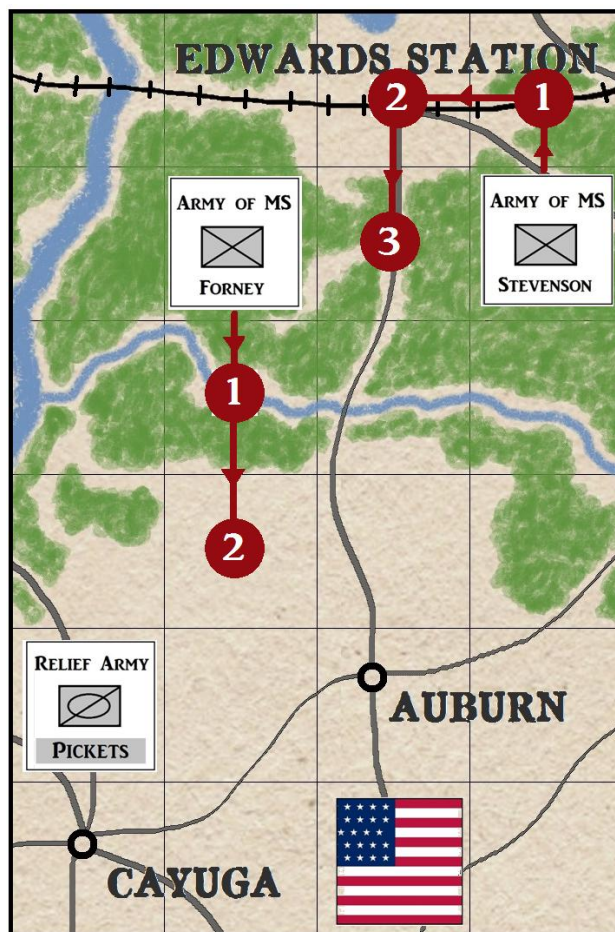 EDWARDS STATION
2
1
ARMY OF MS
FORNEY
ARMY OF MS
STEVENSON
3
1
2
RELIEF ARMY
PICKETS
AUBURN
CAYUGA